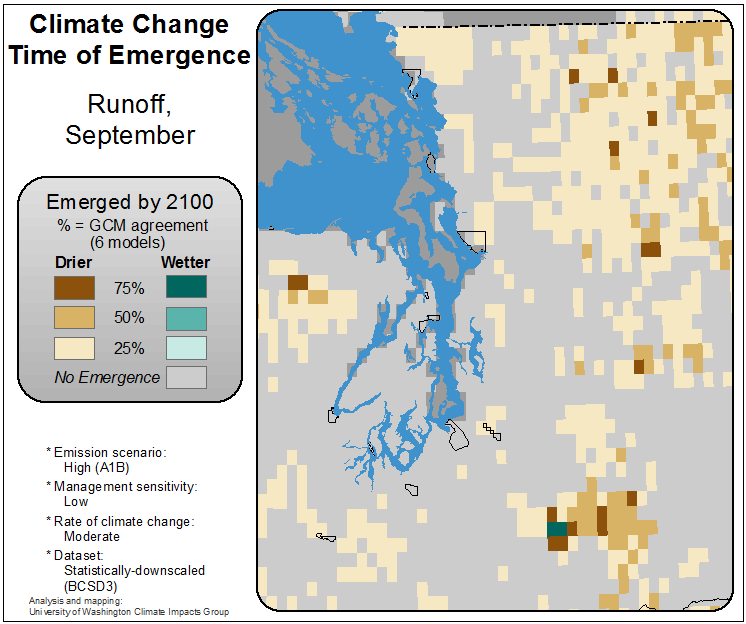 Climate Change
Time of Emergence
Runoff,
September
Emerged by 2100
% = GCM agreement
(6 models)
Drier Wetter
75%
50%
25%
No Emergence
* Emission scenario:
High (A1B)
* Management sensitivity:
Low
* Rate of climate change:
Moderate
* Dataset:
Statistically-downscaled
(BCSD3)
Analysis and mapping:
University of Washington Climate Impacts Group